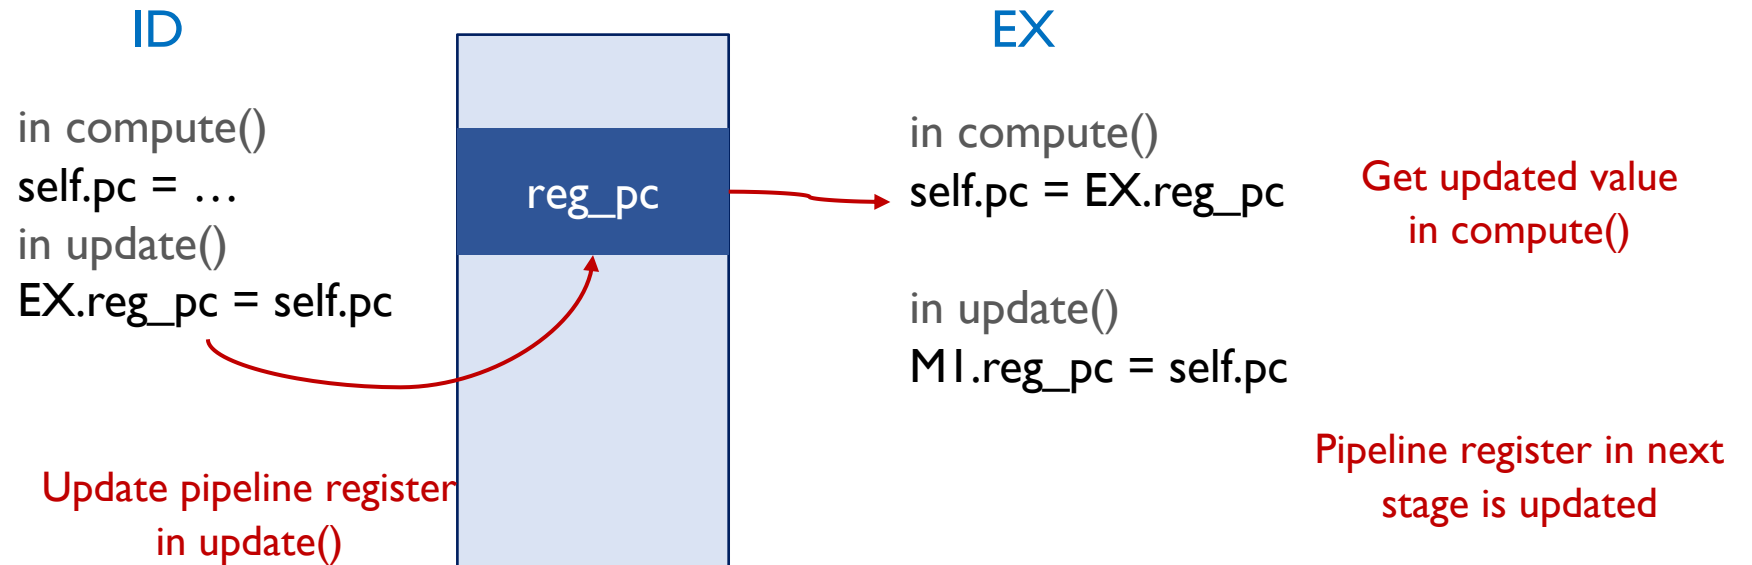 ID
in compute()
self.pc = …
in update()
EX.reg_pc = self.pc
Update pipeline register
in update()
reg_pc
EX
in compute()
self.pc = EX.reg_pc
in update()
M1.reg_pc = self.pc
Get updated value
in compute()
Pipeline register in next
stage is updated